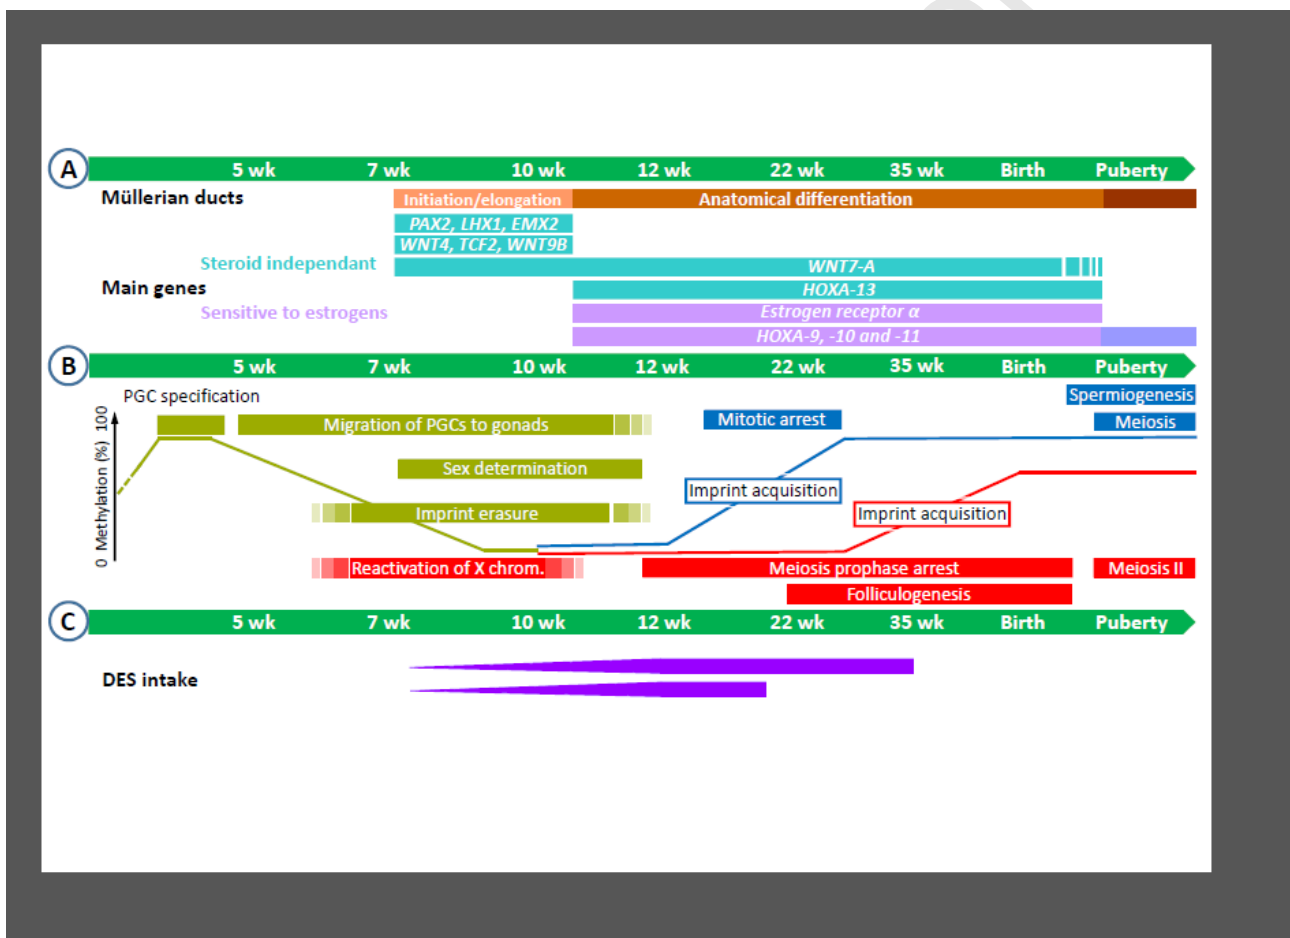 A
5 wk 7 wk 10 wk 12 wk 22 wk 35 wk Birth Puberty
Müllerian ducts
Initiation/elongation Anatomical differentiation
PAX2, LHX1, EMX2
WNT4, TCF2, WNT9B
Steroid independant WNT7-A
Main genes HOXA-13
Sensitive to estrogens Estrogen receptor α
HOXA-9, -10 and -11
B
5 wk 7 wk 10 wk 12 wk 22 wk 35 wk Birth Puberty
PGC specification Spermiogenesis
Migration of PGCs to gonads Mitotic arrest Meiosis
Sex determination
Imprint acquisition
Imprint erasure Imprint acquisition
0 Methylation (%) 100
Reactivation of X chrom. Meiosis prophase arrest Meiosis II
Folliculogenesis
C
5 wk 7 wk 10 wk 12 wk 22 wk 35 wk Birth Puberty
DES intake